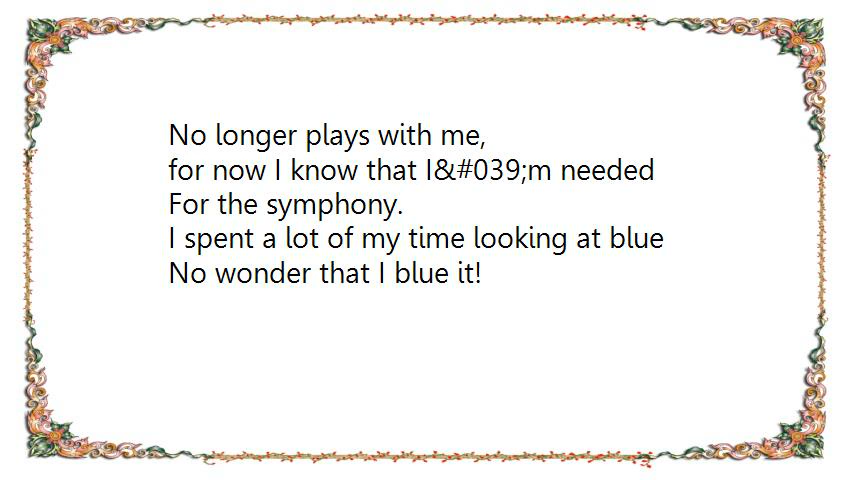 No longer plays with me,
for now I know that I&#039;m needed
For the symphony.
I spent a lot of my time looking at blue
No wonder that I blue it!